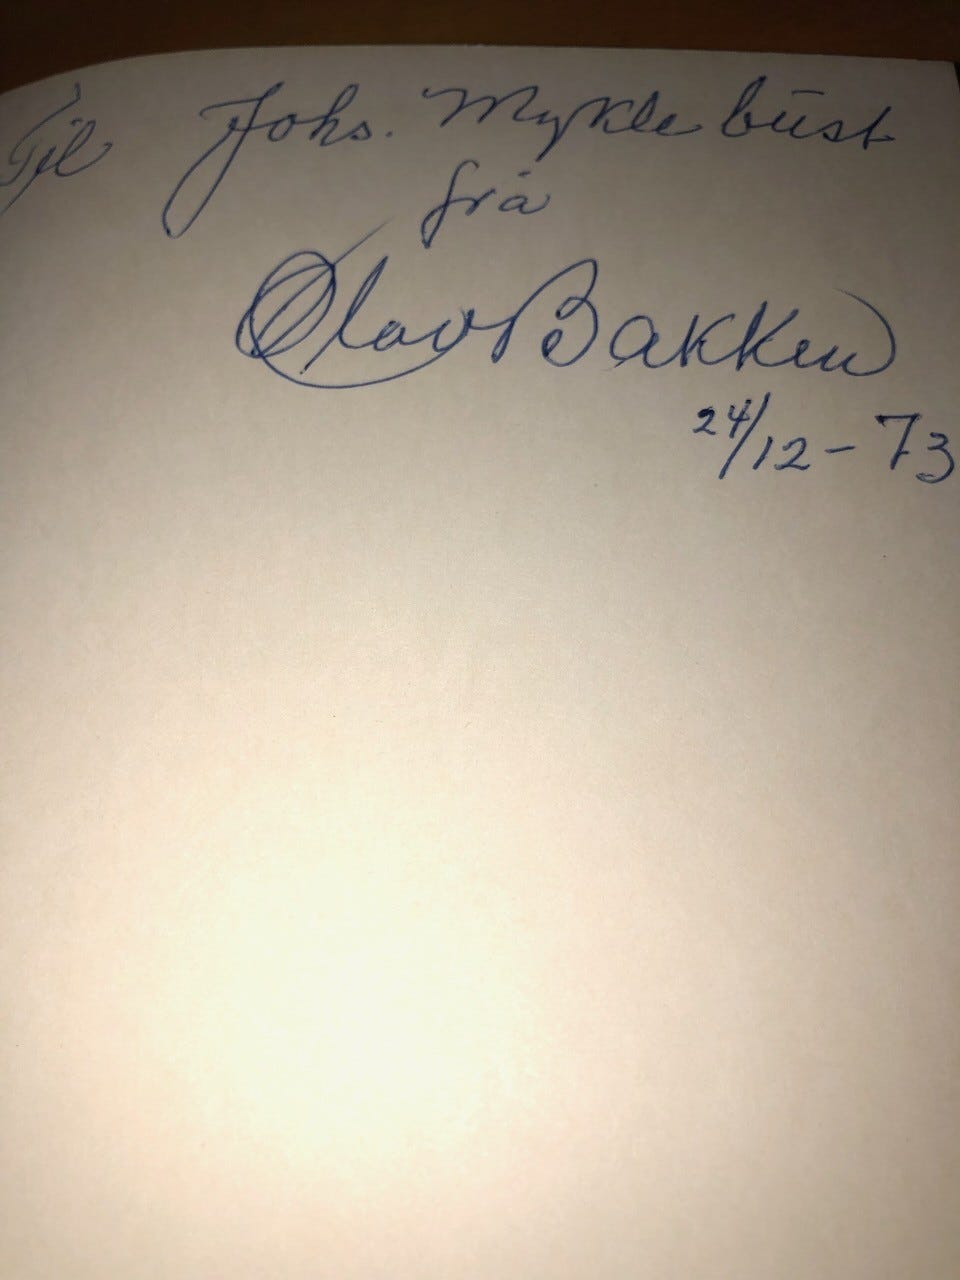 Til Johs. Myklebust
frå
Olav Bakken
24/12 - 73